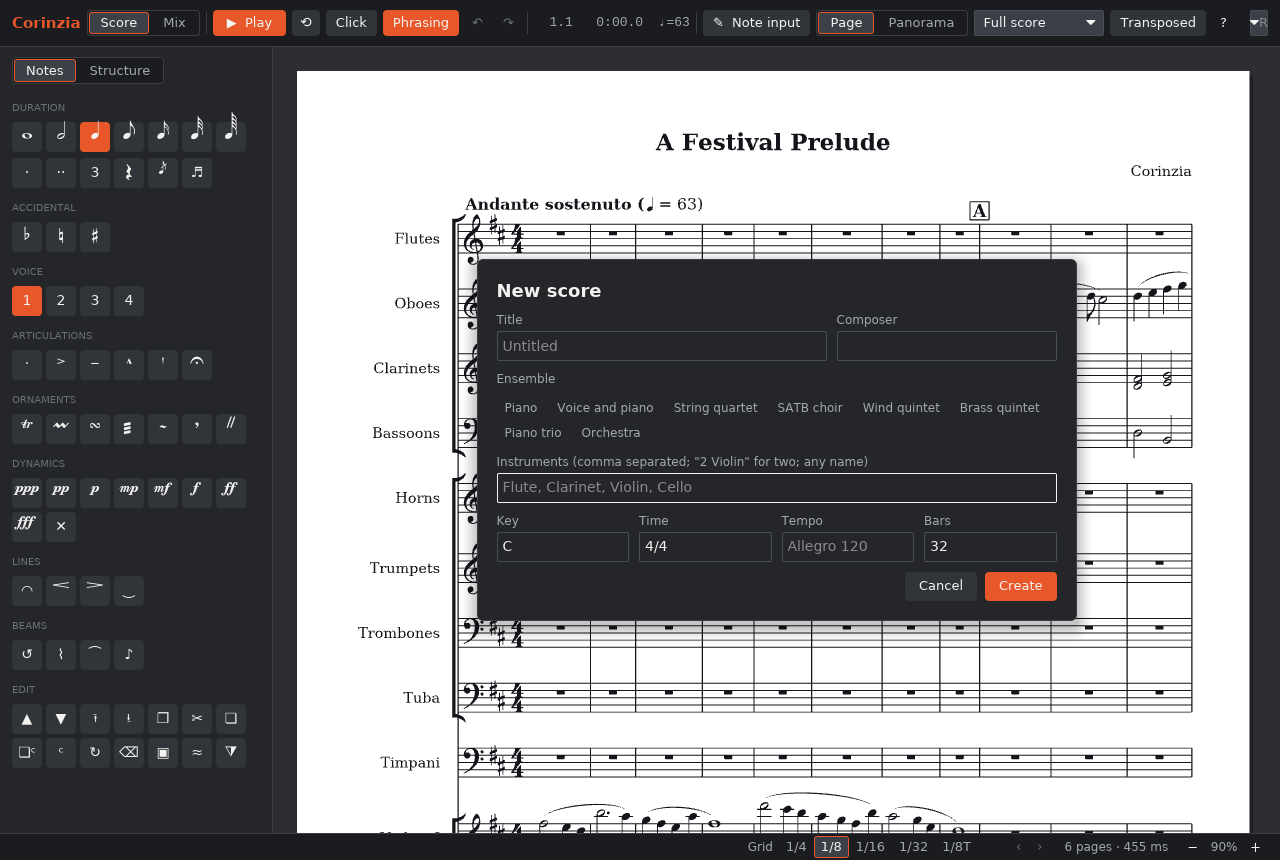 Corinzia Score Mix ▶ Play ⟲ Click Phrasing ↶ ↷ 1.1 0:00.0 ♩=63 ✎ Note input Page Panorama Full score Transposed ?
Notes Structure
DURATION
3
ACCIDENTAL
♭ ♮ ♯
VOICE
1 2 3 4
ARTICULATIONS
ORNAMENTS
tr
DYNAMICS
ppp pp p mp mf f ff
fff ✕
LINES
BEAMS
EDIT
A Festival Prelude
Corinzia
Andante sostenuto (♩ = 63)
A
Flutes
Oboes
Clarinets
Bassoons
Horns
Trumpets
Trombones
Tuba
Timpani
New score
Title Composer
Untitled
Ensemble
Piano Voice and piano String quartet SATB choir Wind quintet Brass quintet
Piano trio Orchestra
Instruments (comma separated; "2 Violin" for two; any name)
Flute, Clarinet, Violin, Cello
Key Time Tempo Bars
C 4/4 Allegro 120 32
Cancel Create
Grid 1/4 1/8 1/16 1/32 1/8T ‹ › 6 pages · 455 ms − 90% +